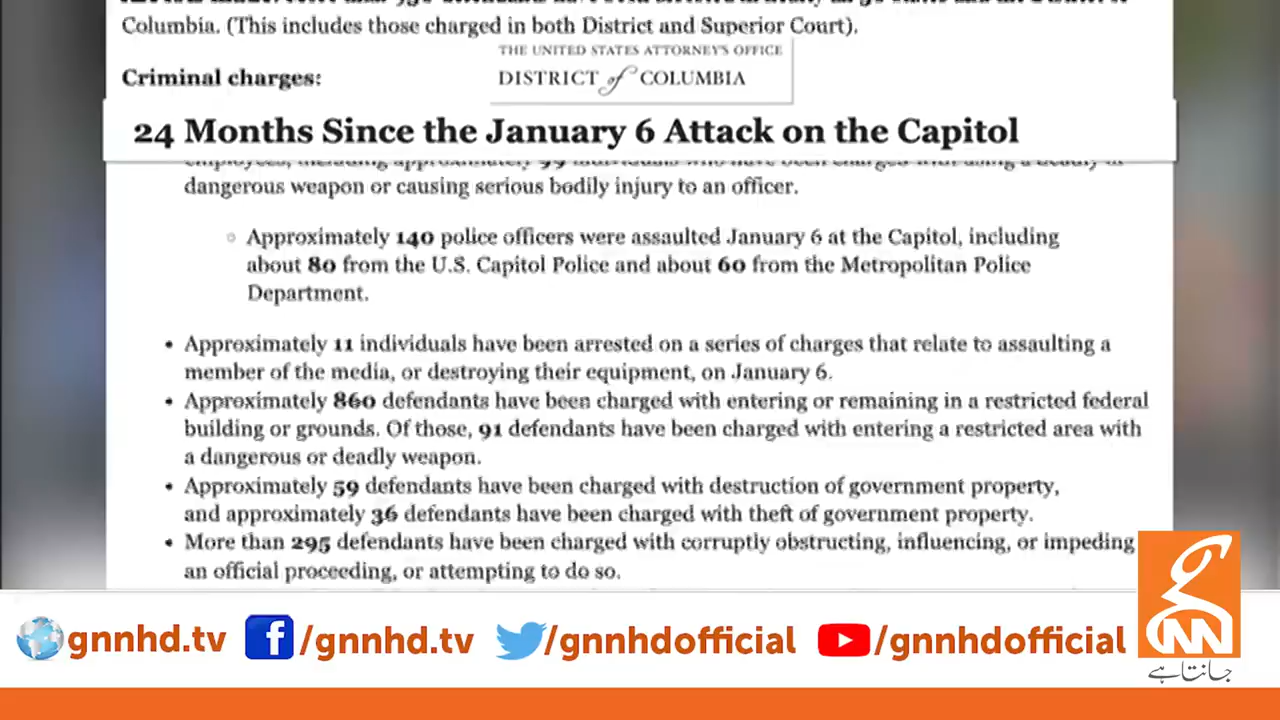 Columbia. (This includes those charged in both District and Superior Court).
THE UNITED STATES ATTORNEY'S OFFICE
DISTRICT of COLUMBIA
Criminal charges:
24 Months Since the January 6 Attack on the Capitol
dangerous weapon or causing serious bodily injury to an officer.
Approximately 140 police officers were assaulted January 6 at the Capitol, including
about 80 from the U.S. Capitol Police and about 60 from the Metropolitan Police
Department.
• Approximately 11 individuals have been arrested on a series of charges that relate to assaulting a
member of the media, or destroying their equipment, on January 6.
• Approximately 860 defendants have been charged with entering or remaining in a restricted federal
building or grounds. Of those, 91 defendants have been charged with entering a restricted area with
a dangerous or deadly weapon.
• Approximately 59 defendants have been charged with destruction of government property,
and approximately 36 defendants have been charged with theft of government property.
• More than 295 defendants have been charged with corruptly obstructing, influencing, or impeding
an official proceeding, or attempting to do so.
gnnhd.tv /gnnhd.tv /gnnhdofficial /gnnhdofficial
GNN
جانتا ہے